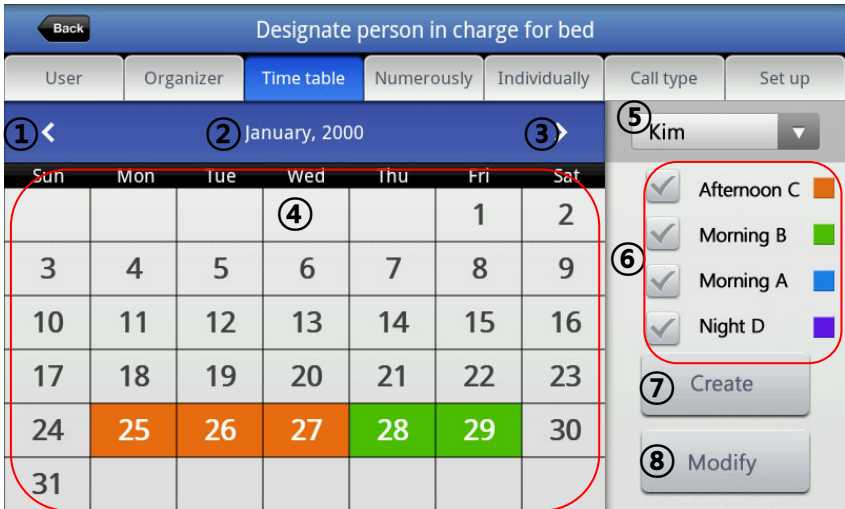 Back
Designate person in charge for bed
User Organizer Time table Numerously Individually Call type Set up
① ② January, 2000 ③
⑤ Kim
Sun Mon Tue Wed Thu Fri Sat
④ 1 2
3 4 5 6 7 8 9
10 11 12 13 14 15 16
17 18 19 20 21 22 23
24 25 26 27 28 29 30
31
⑥
Afternoon C
Morning B
Morning A
Night D
⑦ Create
⑧ Modify